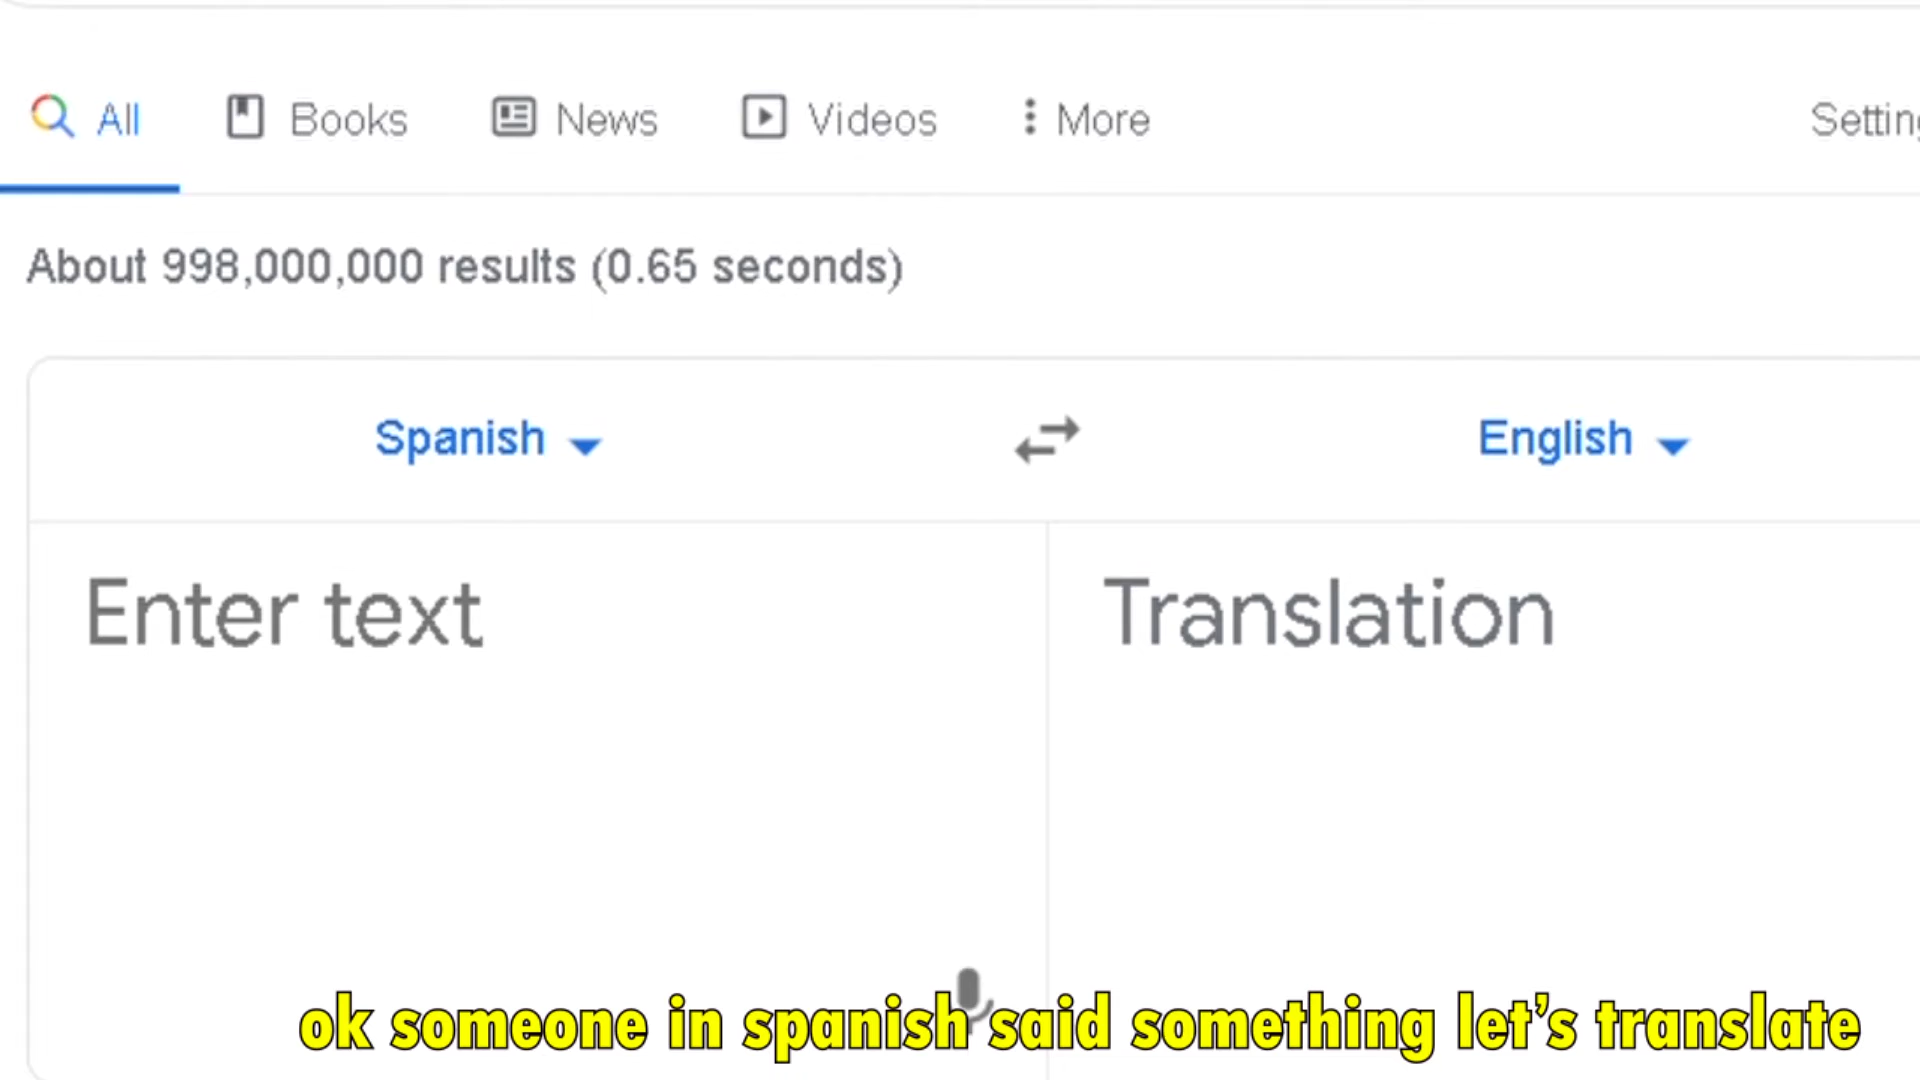 All Books News Videos More
About 998,000,000 results (0.65 seconds)
Spanish English
Enter text Translation
ok someone in spanish said something let's translate